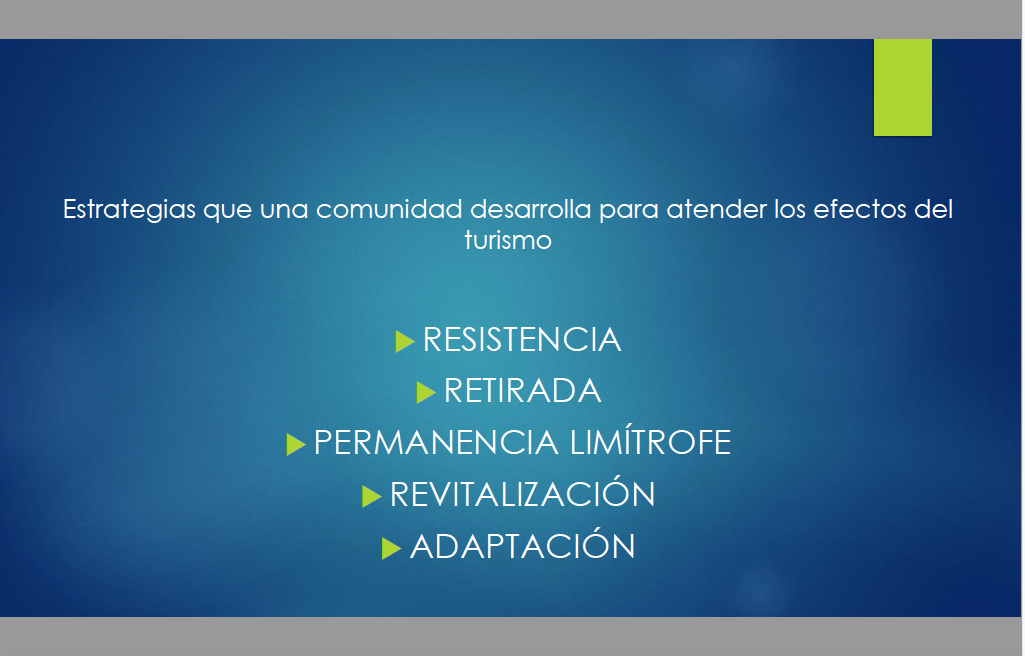 Estrategias que una comunidad desarrolla para atender los efectos del
turismo
RESISTENCIA
RETIRADA
PERMANENCIA LIMÍTROFE
REVITALIZACIÓN
ADAPTACIÓN